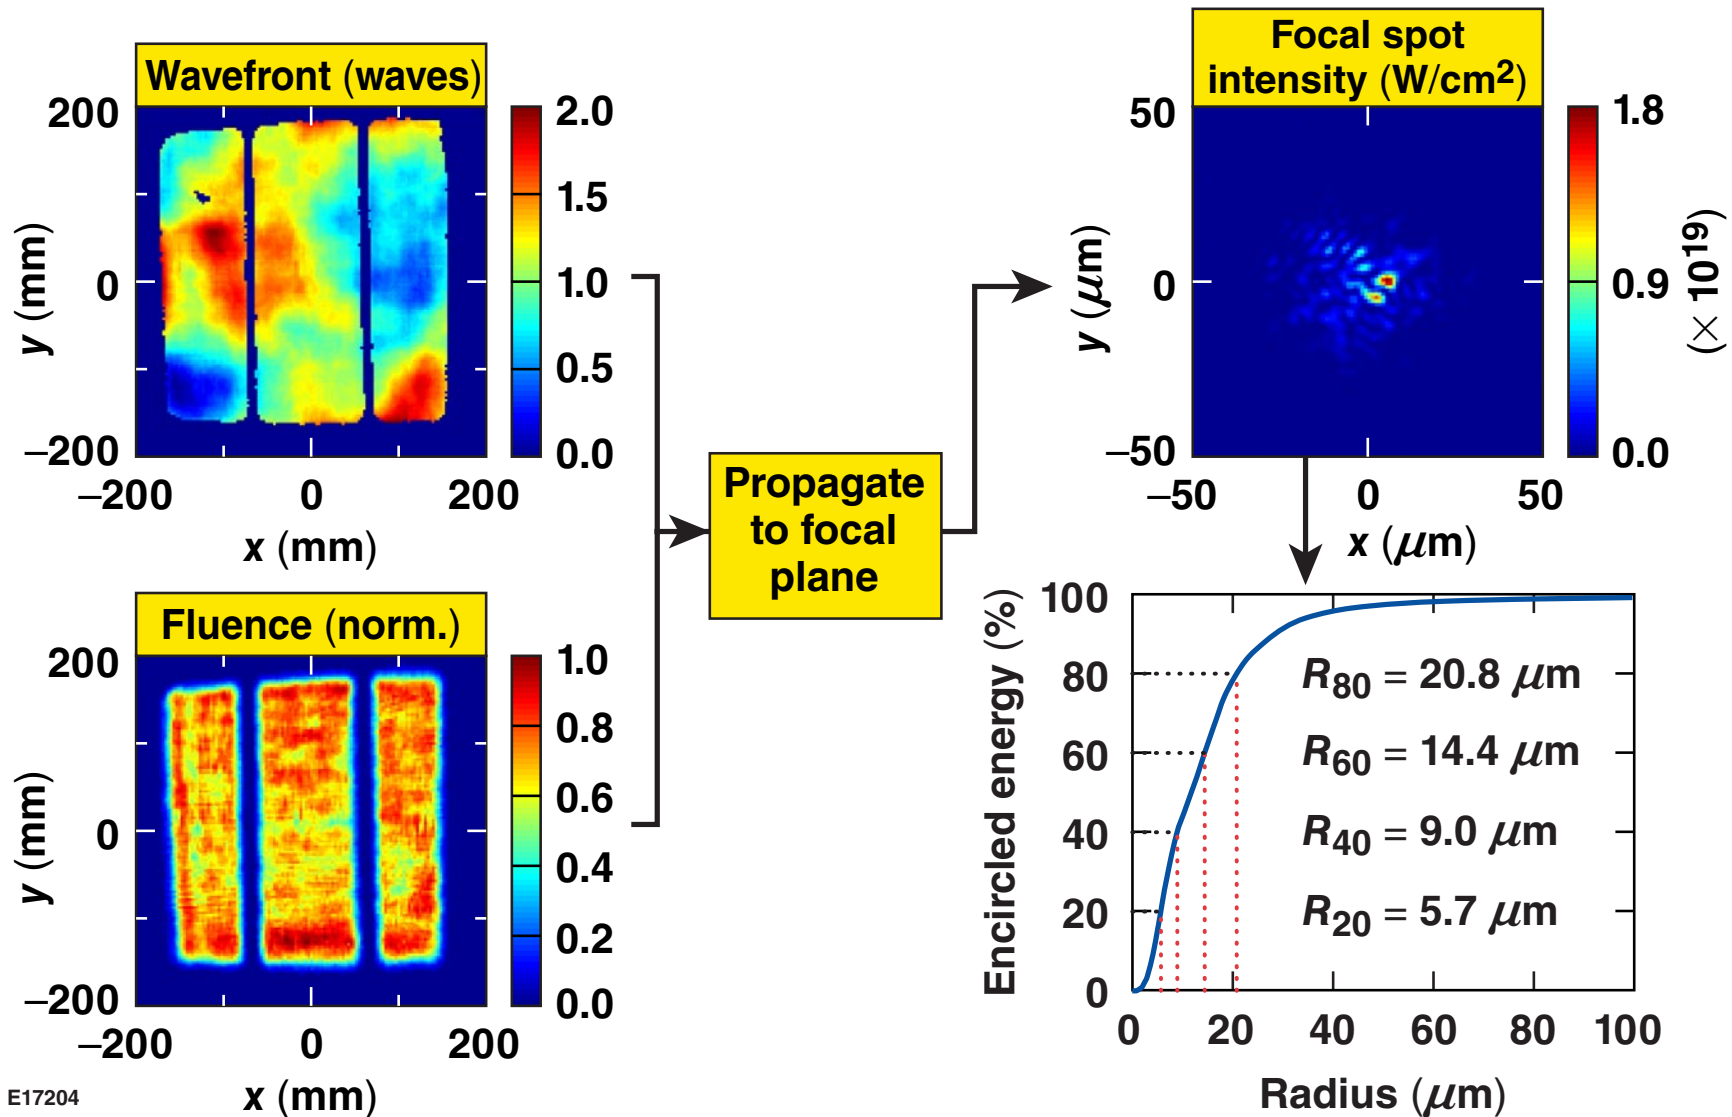 Wavefront (waves)
200
0
−200
y (mm)
−200 0 200
x (mm)
2.0
1.5
1.0
0.5
0.0
Fluence (norm.)
200
0
−200
y (mm)
−200 0 200
x (mm)
1.0
0.8
0.6
0.4
0.2
0.0
Propagate
to focal
plane
Focal spot
intensity (W/cm²)
50
0
−50
y (μm)
−50 0 50
x (μm)
1.8
0.9
0.0
(× 10¹⁹)
100
80
60
40
20
0
Encircled energy (%)
R₈₀ = 20.8 μm
R₆₀ = 14.4 μm
R₄₀ = 9.0 μm
R₂₀ = 5.7 μm
0 20 40 60 80 100
Radius (μm)
E17204